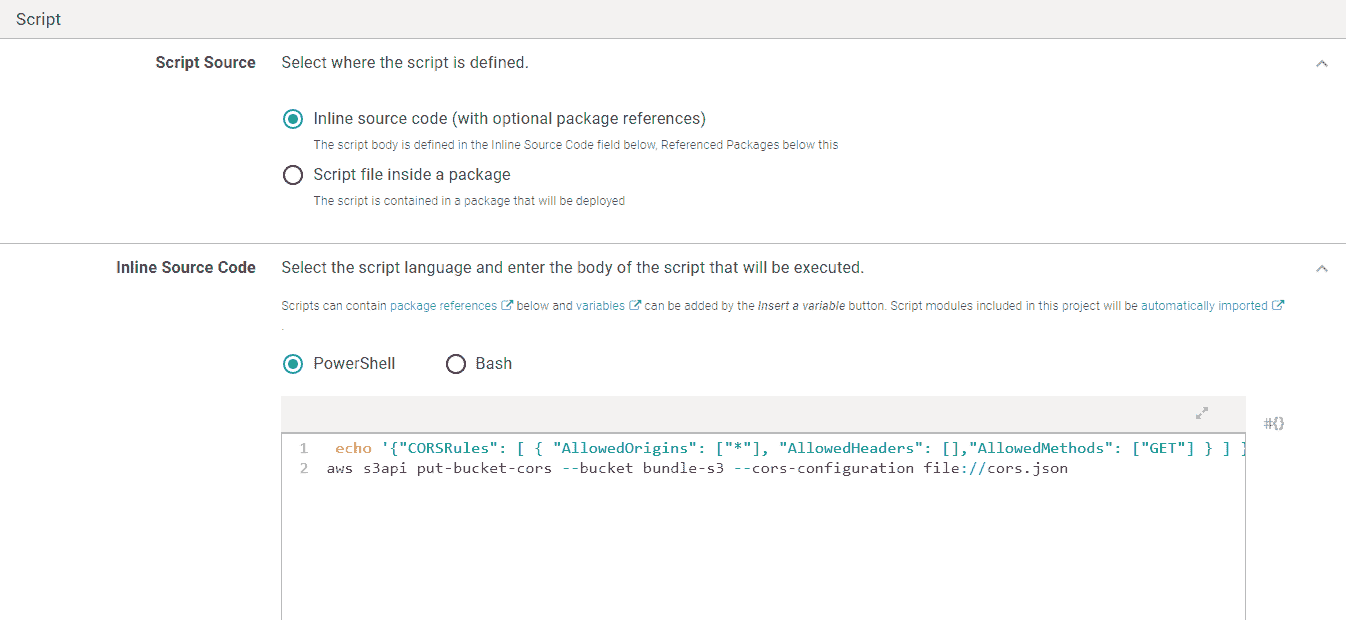 Script
Script Source
Select where the script is defined.
Inline source code (with optional package references)
The script body is defined in the Inline Source Code field below, Referenced Packages below this
Script file inside a package
The script is contained in a package that will be deployed
Inline Source Code
Select the script language and enter the body of the script that will be executed.
Scripts can contain package references below and variables can be added by the Insert a variable button. Script modules included in this project will be automatically imported
.
PowerShell
Bash
#{}
1 echo '{"CORSRules": [ { "AllowedOrigins": ["*"], "AllowedHeaders": [],"AllowedMethods": ["GET"] } ] }
2 aws s3api put-bucket-cors --bucket bundle-s3 --cors-configuration file://cors.json